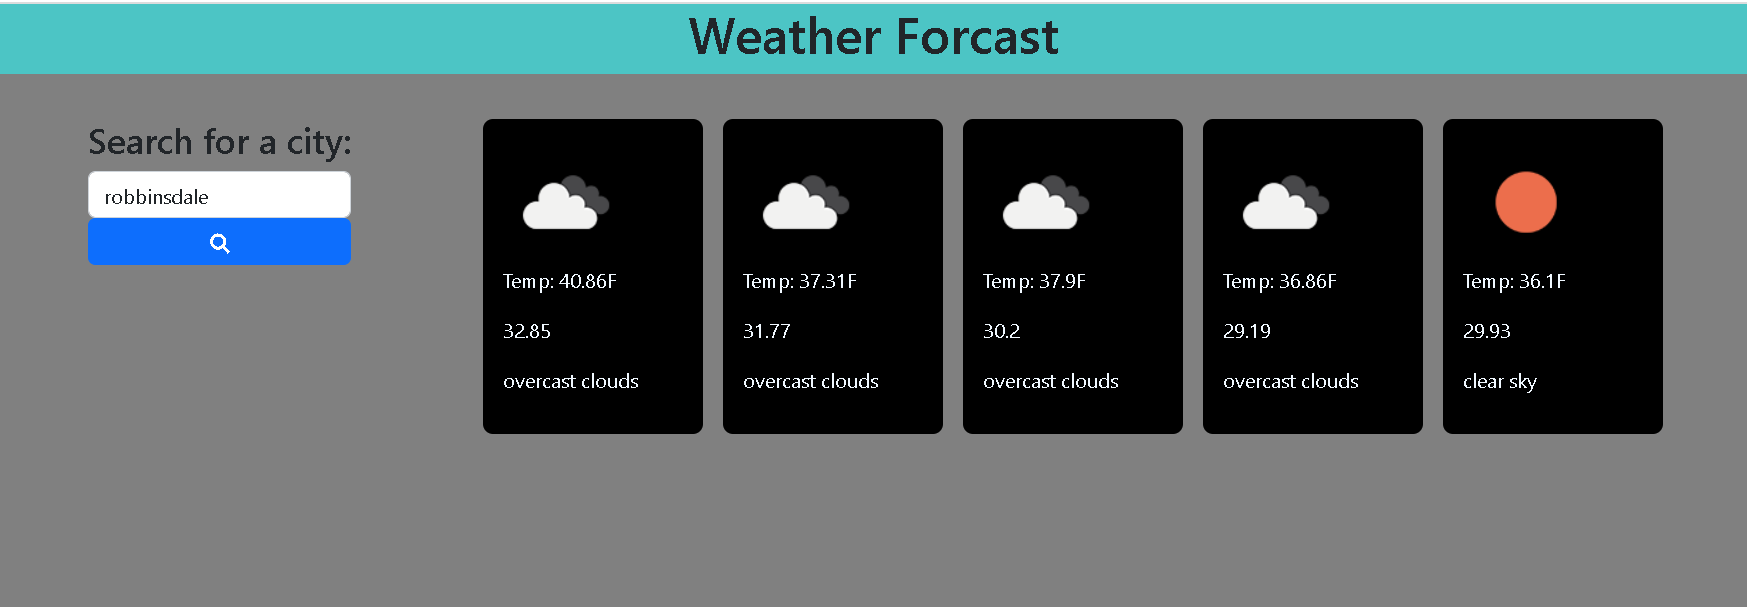 Weather Forcast
Search for a city:
robbinsdale
Temp: 40.86F
32.85
overcast clouds
Temp: 37.31F
31.77
overcast clouds
Temp: 37.9F
30.2
overcast clouds
Temp: 36.86F
29.19
overcast clouds
Temp: 36.1F
29.93
clear sky